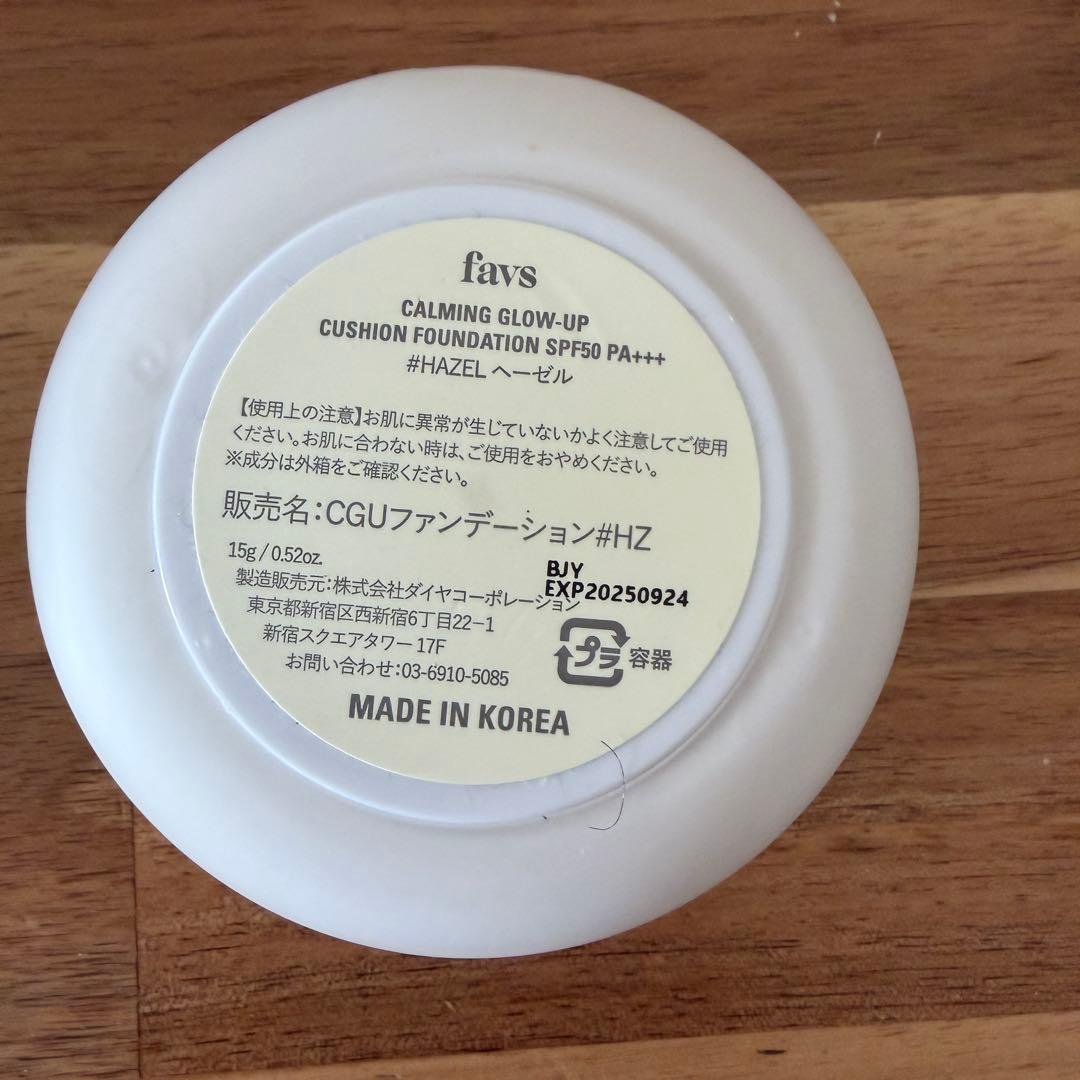 favs
CALMING GLOW-UP
CUSHION FOUNDATION SPF50 PA+++
#HAZEL ヘーゼル
【使用上の注意】お肌に異常が生じていないかよく注意してご使用
ください。お肌に合わない時は、ご使用をおやめください。
※成分は外箱をご確認ください。
販売名：CGUファンデーション#HZ
15g / 0.52oz.
BJY
EXP20250924
製造販売元：株式会社ダイヤコーポレーション
東京都新宿区西新宿6丁目22−1
新宿スクエアタワー 17F
お問い合わせ：03-6910-5085
プラ 容器
MADE IN KOREA